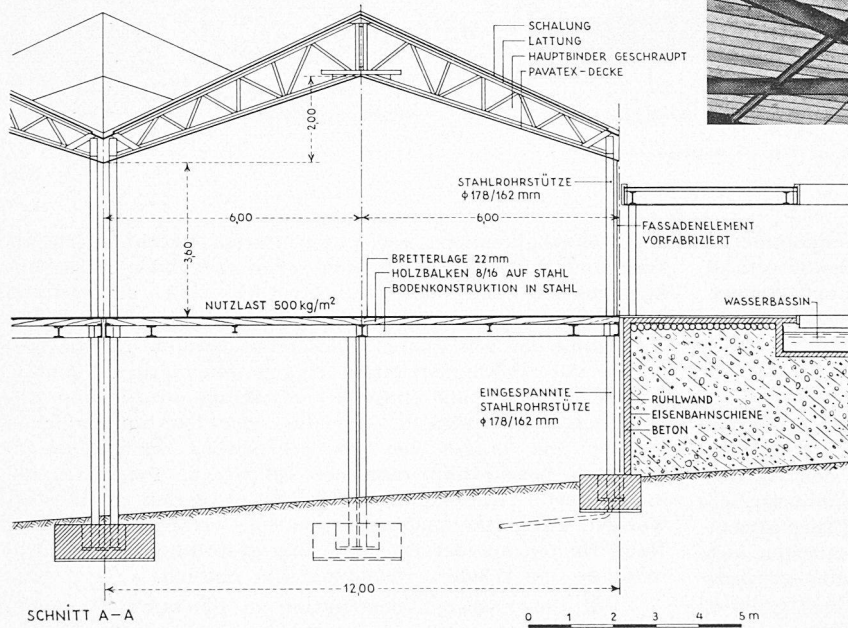 SCHALUNG
LATTUNG
HAUPTBINDER GESCHRAUPT
PAVATEX-DECKE
2,00
STAHLROHRSTÜTZE
φ 178/162 mm
6,00
6,00
3,60
FASSADENELEMENT
VORFABRIZIERT
BRETTERLAGE 22 mm
HOLZBALKEN 8/16 AUF STAHL
BODENKONSTRUKTION IN STAHL
NUTZLAST 500 kg/m²
WASSERBASSIN
EINGESPANNTE
STAHLROHRSTÜTZE
φ 178/162 mm
RÜHLWAND
EISENBAHNSCHIENE
BETON
12,00
SCHNITT A-A
0 1 2 3 4 5 m